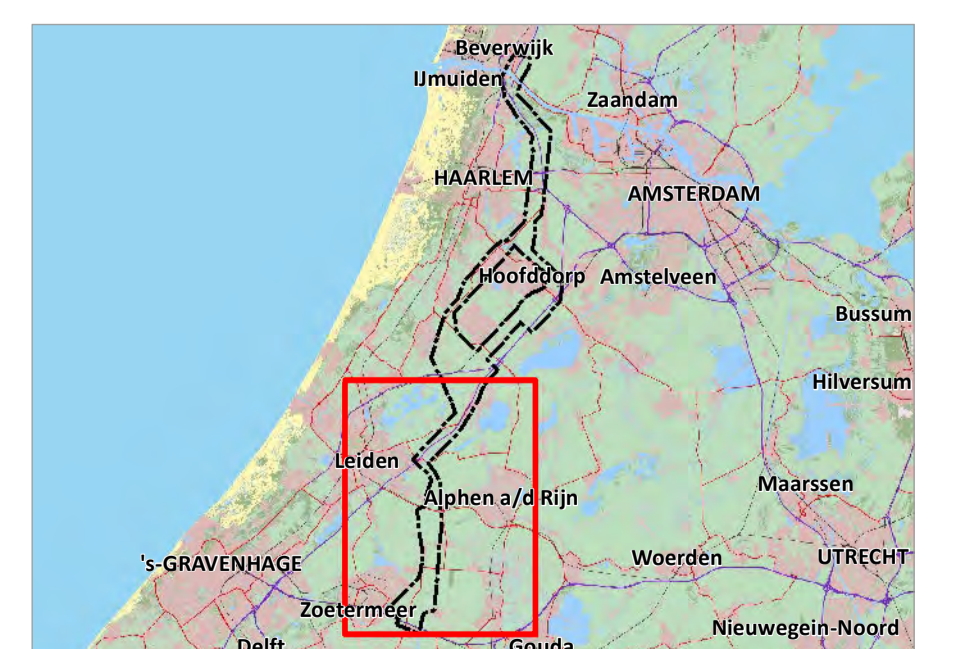 Beverwijk
IJmuiden
Zaandam
HAARLEM
AMSTERDAM
Hoofddorp
Amstelveen
Bussum
Hilversum
Leiden
Alphen a/d Rijn
Maarssen
's-GRAVENHAGE
Woerden
UTRECHT
Zoetermeer
Nieuwegein-Noord
Delft
Gouda